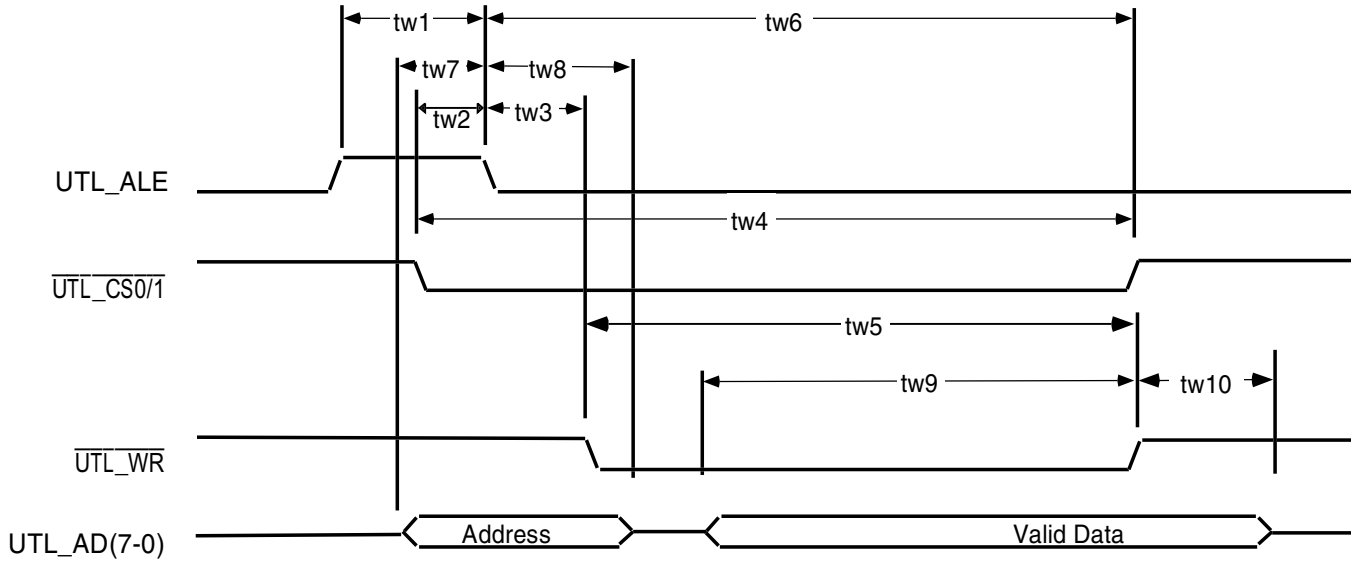 tw1
tw6
tw7
tw8
tw2
tw3
UTL_ALE
tw4
UTL_CS0/1
tw5
tw9
tw10
UTL_WR
UTL_AD(7-0)
Address
Valid Data